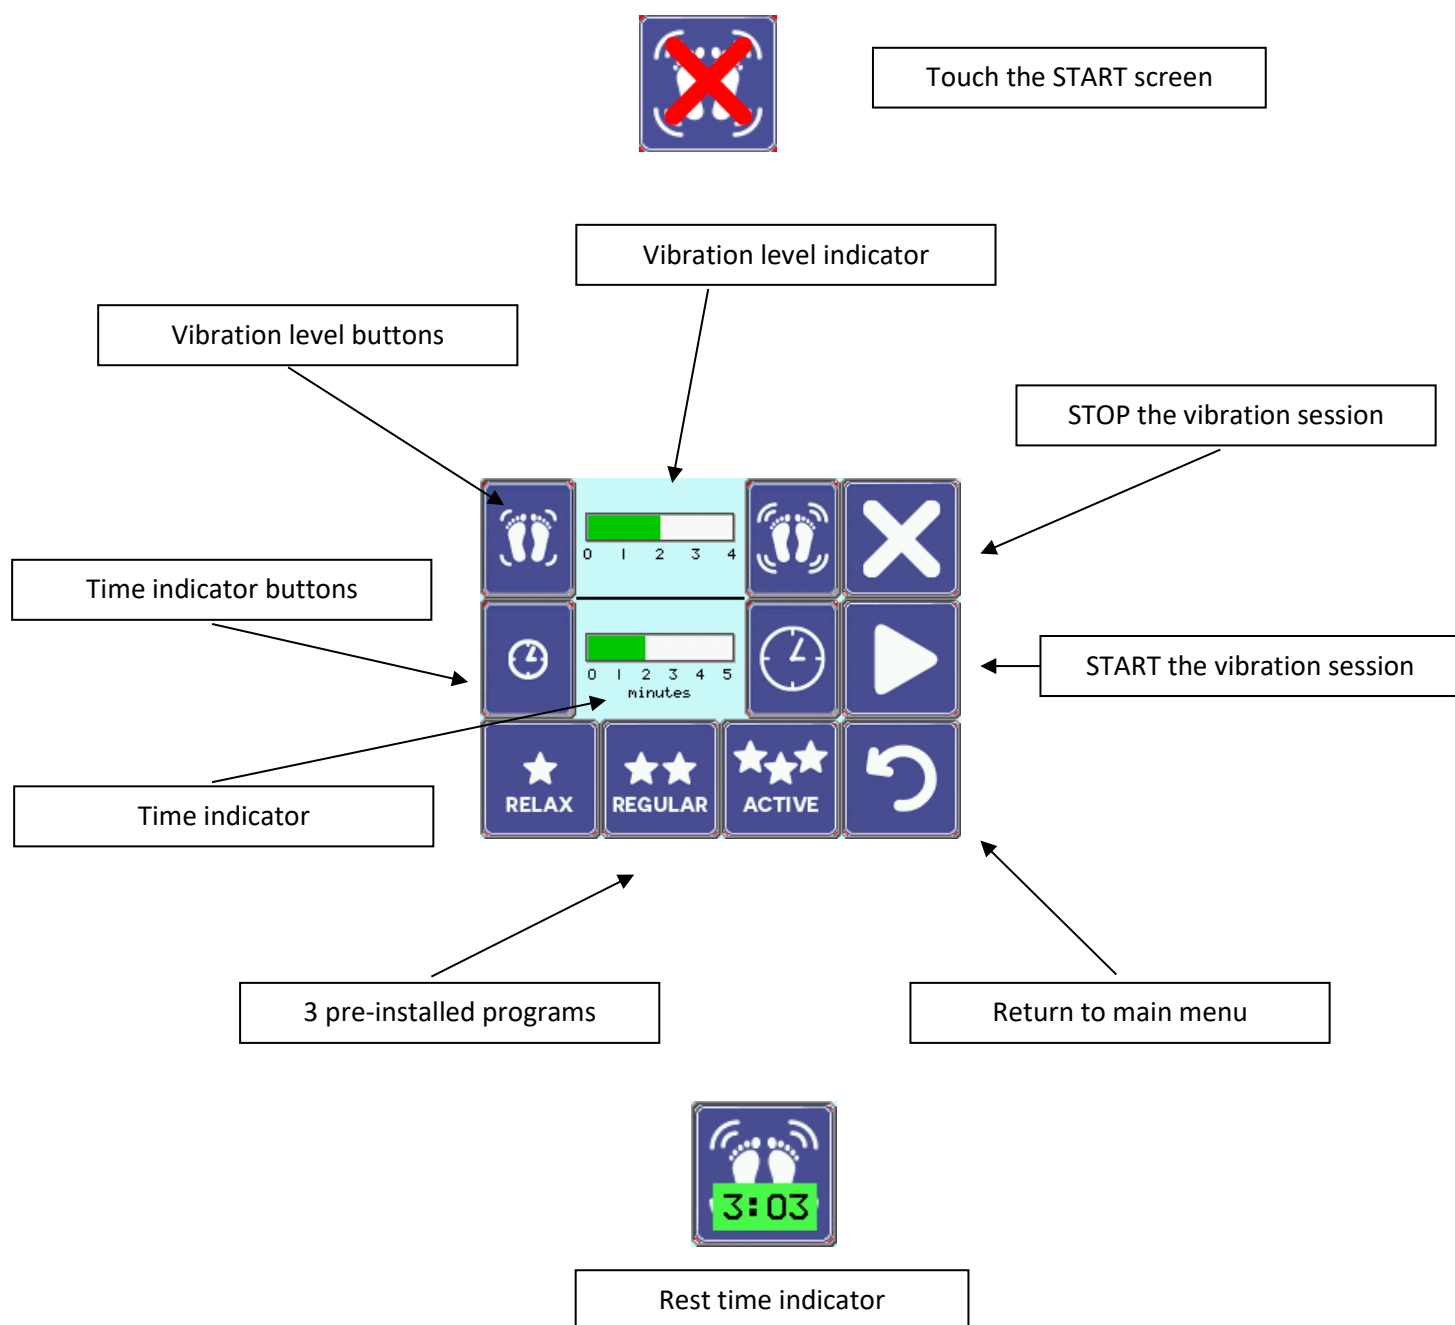 Touch the START screen
Vibration level indicator
Vibration level buttons
STOP the vibration session
0 1 2 3 4
Time indicator buttons
START the vibration session
0 1 2 3 4 5
minutes
Time indicator
RELAX
REGULAR
ACTIVE
3 pre-installed programs
Return to main menu
3:03
Rest time indicator